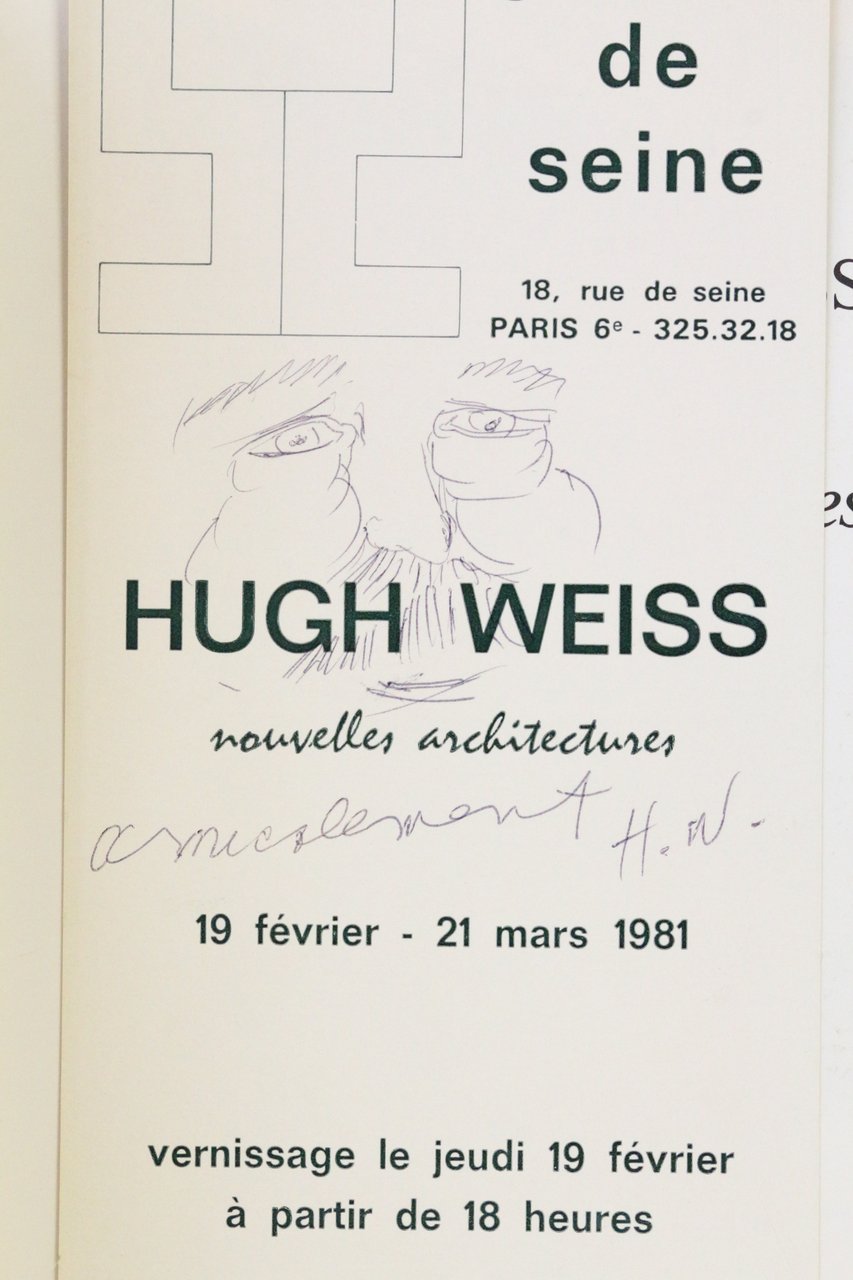 de
seine
18, rue de seine
PARIS 6e - 325.32.18
HUGH WEISS
nouvelles architectures
amicalement H.W.
19 février - 21 mars 1981
vernissage le jeudi 19 février
à partir de 18 heures